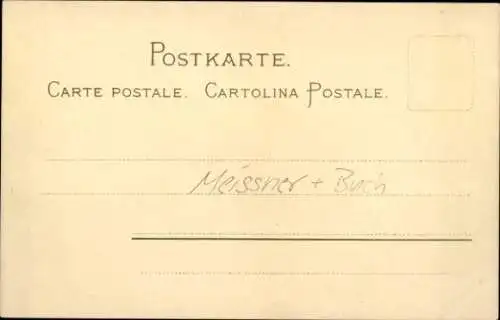 POSTKARTE.
CARTE POSTALE. CARTOLINA POSTALE.
Meissner + Buch